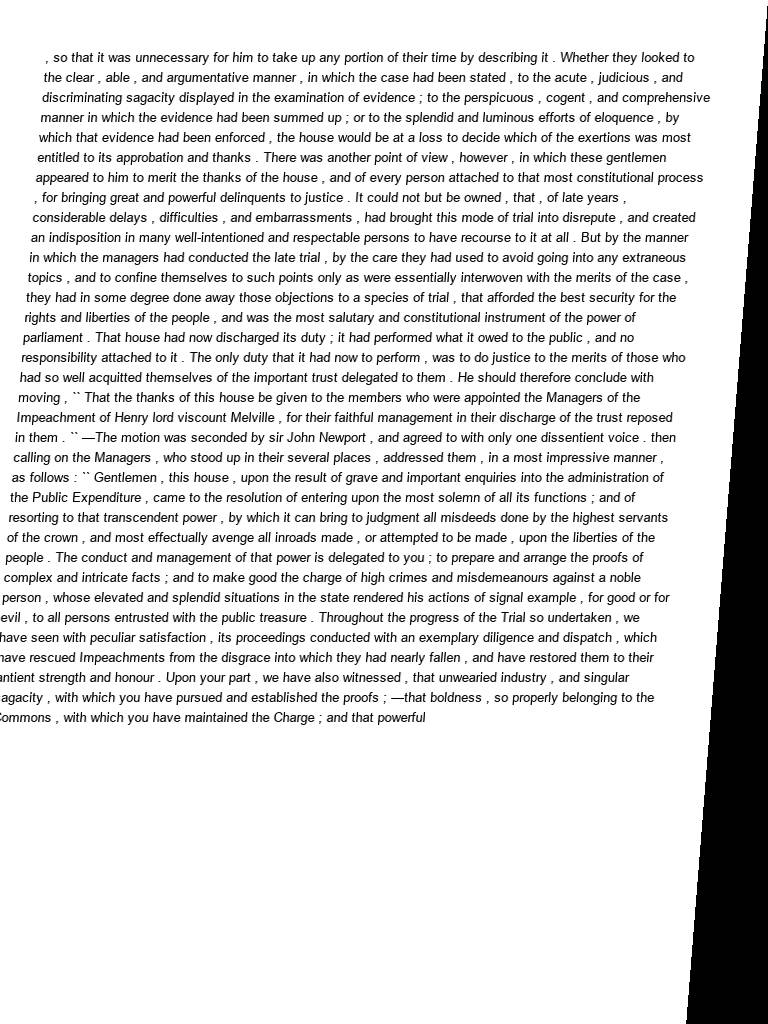 , so that it was unnecessary for him to take up any portion of their time by describing it . Whether they looked to
the clear , able , and argumentative manner , in which the case had been stated , to the acute , judicious , and
discriminating sagacity displayed in the examination of evidence ; to the perspicuous , cogent , and comprehensive
manner in which the evidence had been summed up ; or to the splendid and luminous efforts of eloquence , by
which that evidence had been enforced , the house would be at a loss to decide which of the exertions was most
entitled to its approbation and thanks . There was another point of view , however , in which these gentlemen
appeared to him to merit the thanks of the house , and of every person attached to that most constitutional process
, for bringing great and powerful delinquents to justice . It could not but be owned , that , of late years ,
considerable delays , difficulties , and embarrassments , had brought this mode of trial into disrepute , and created
an indisposition in many well-intentioned and respectable persons to have recourse to it at all . But by the manner
in which the managers had conducted the late trial , by the care they had used to avoid going into any extraneous
topics , and to confine themselves to such points only as were essentially interwoven with the merits of the case ,
they had in some degree done away those objections to a species of trial , that afforded the best security for the
rights and liberties of the people , and was the most salutary and constitutional instrument of the power of
parliament . That house had now discharged its duty ; it had performed what it owed to the public , and no
responsibility attached to it . The only duty that it had now to perform , was to do justice to the merits of those who
had so well acquitted themselves of the important trust delegated to them . He should therefore conclude with
moving , `` That the thanks of this house be given to the members who were appointed the Managers of the
Impeachment of Henry lord viscount Melville , for their faithful management in their discharge of the trust reposed
in them . `` —The motion was seconded by sir John Newport , and agreed to with only one dissentient voice . then
calling on the Managers , who stood up in their several places , addressed them , in a most impressive manner ,
as follows : `` Gentlemen , this house , upon the result of grave and important enquiries into the administration of
the Public Expenditure , came to the resolution of entering upon the most solemn of all its functions ; and of
resorting to that transcendent power , by which it can bring to judgment all misdeeds done by the highest servants
of the crown , and most effectually avenge all inroads made , or attempted to be made , upon the liberties of the
people . The conduct and management of that power is delegated to you ; to prepare and arrange the proofs of
complex and intricate facts ; and to make good the charge of high crimes and misdemeanours against a noble
person , whose elevated and splendid situations in the state rendered his actions of signal example , for good or for
evil , to all persons entrusted with the public treasure . Throughout the progress of the Trial so undertaken , we
have seen with peculiar satisfaction , its proceedings conducted with an exemplary diligence and dispatch , which
have rescued Impeachments from the disgrace into which they had nearly fallen , and have restored them to their
antient strength and honour . Upon your part , we have also witnessed , that unwearied industry , and singular
sagacity , with which you have pursued and established the proofs ; —that boldness , so properly belonging to the
Commons , with which you have maintained the Charge ; and that powerful